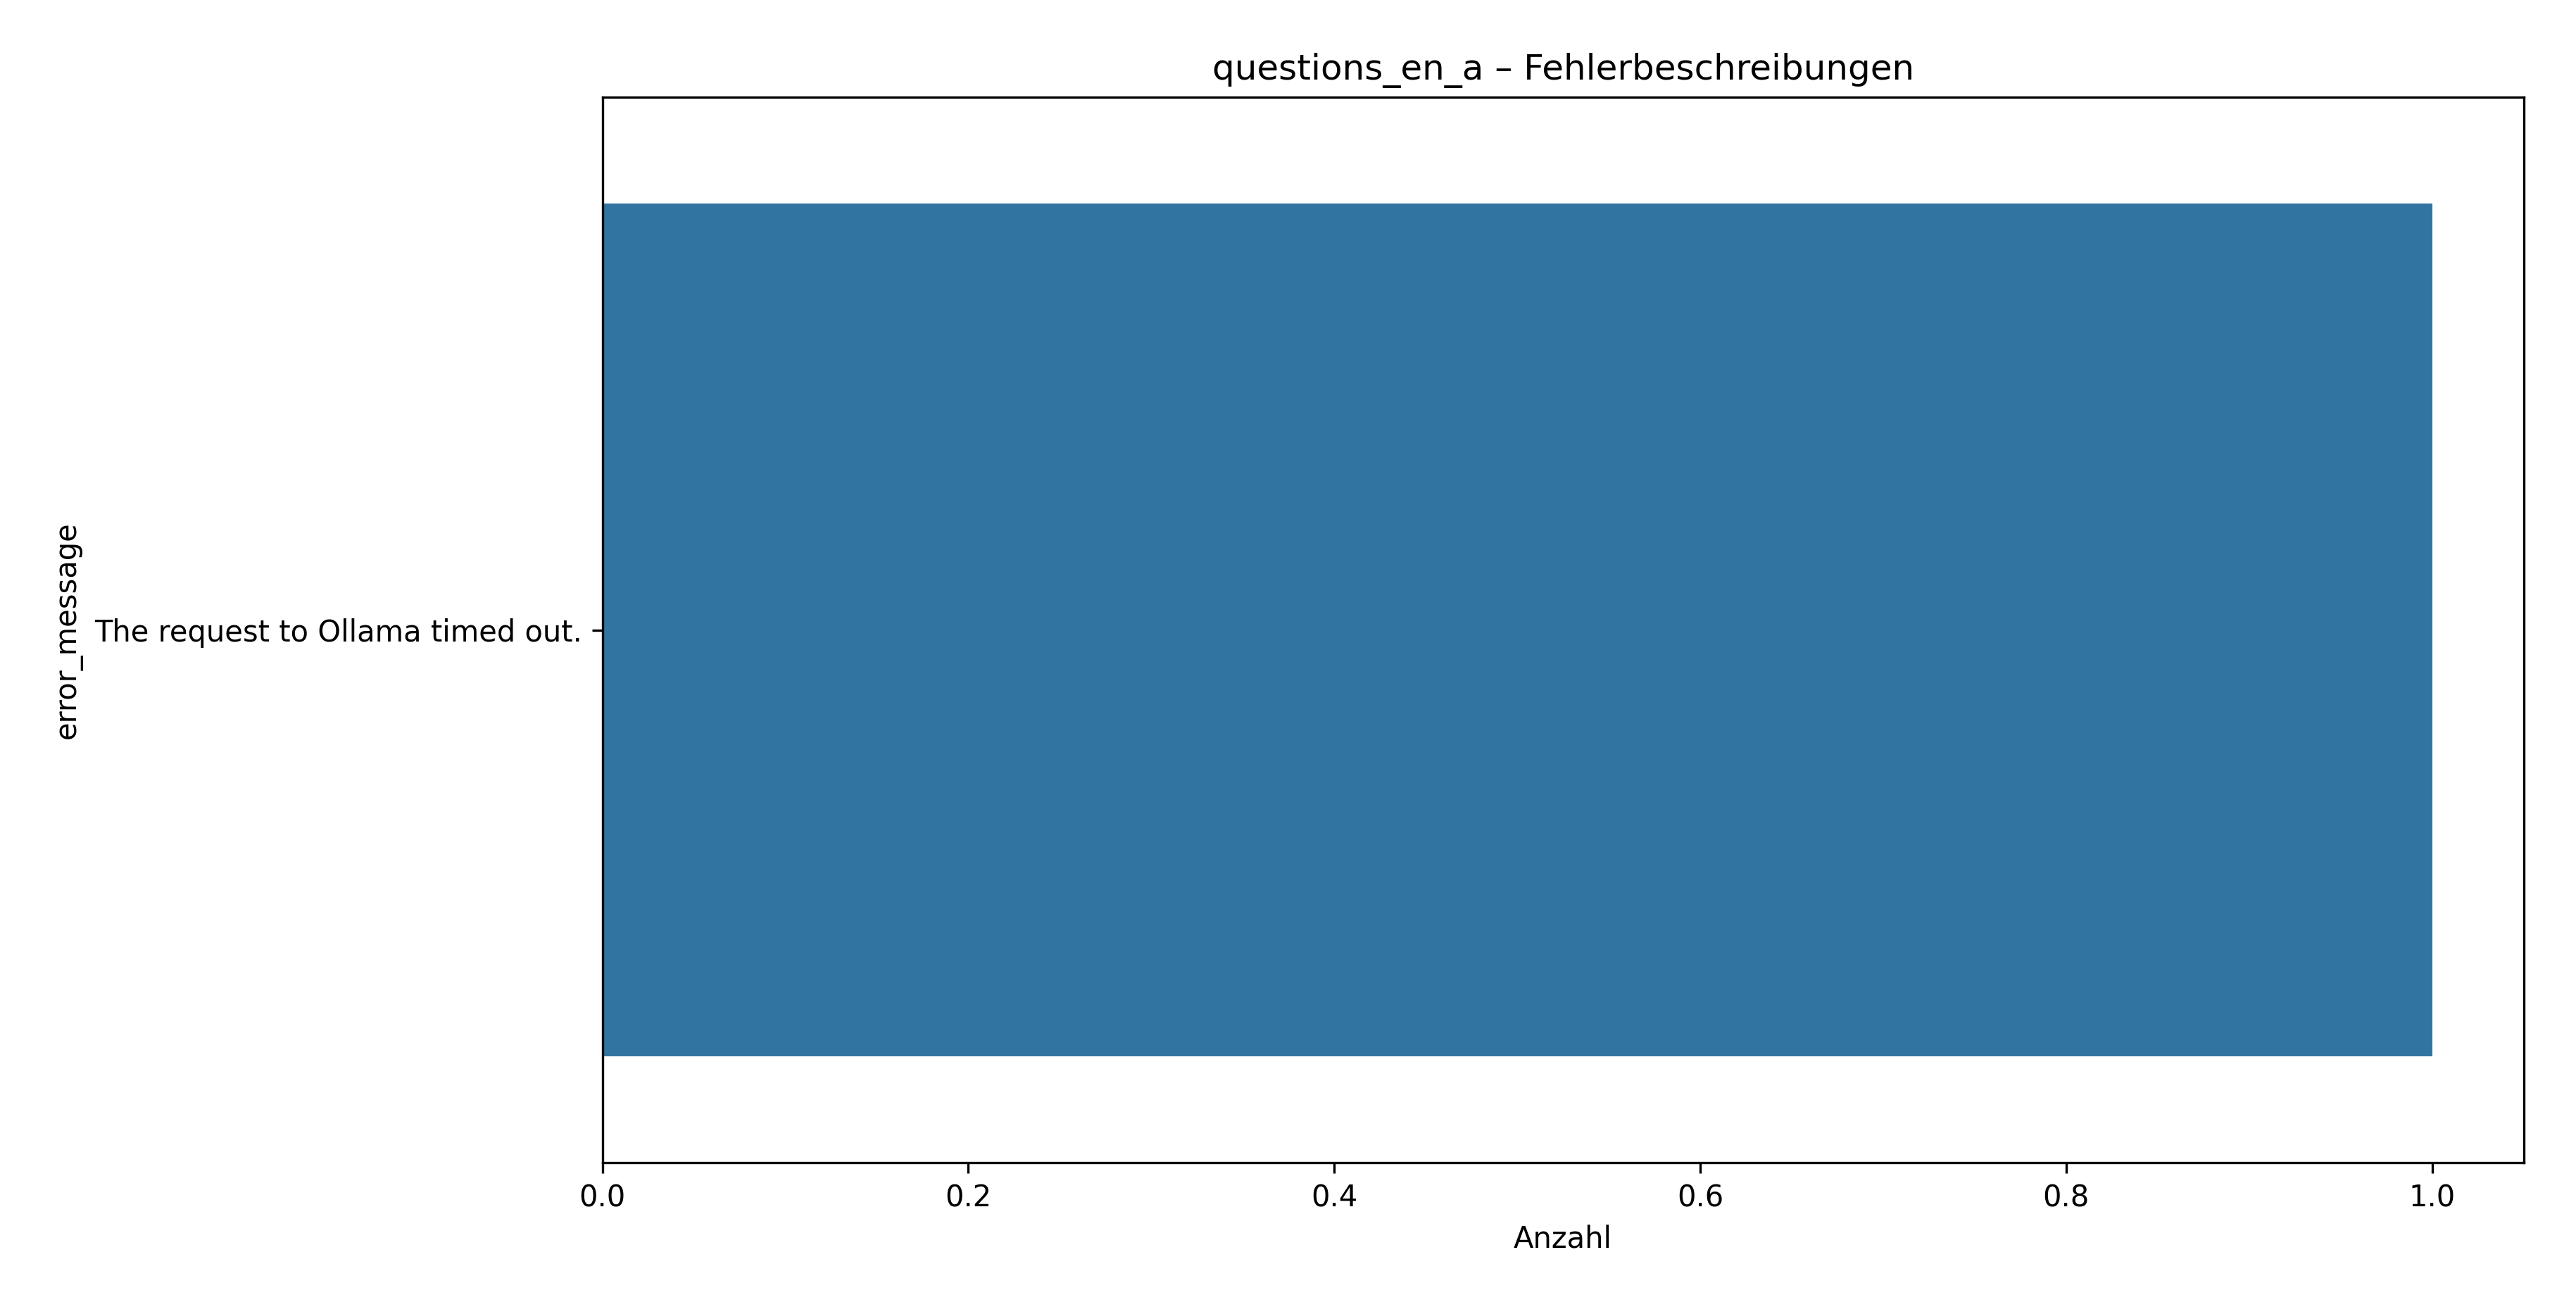 questions_en_a – Fehlerbeschreibungen
error_message
The request to Ollama timed out.
0.0 0.2 0.4 0.6 0.8 1.0
Anzahl